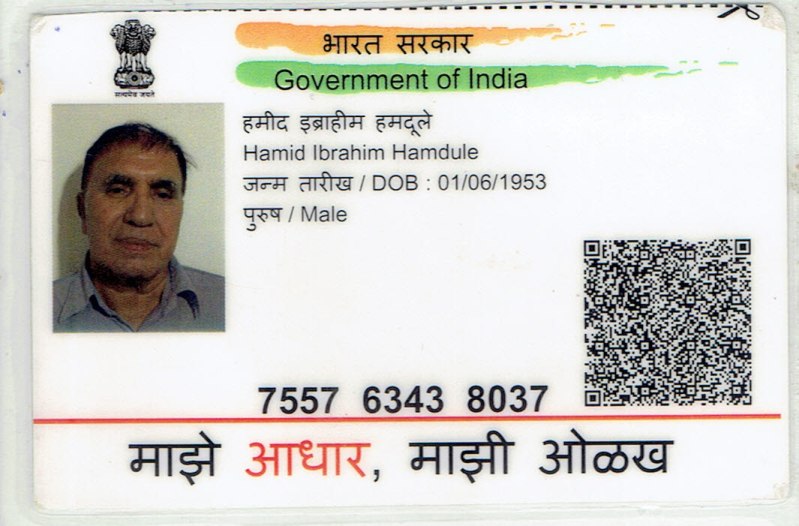 भारत सरकार
Government of India
सत्यमेव जयते
हमीद इब्राहीम हमदूले
Hamid Ibrahim Hamdule
जन्म तारीख / DOB : 01/06/1953
पुरुष / Male
7557 6343 8037
माझे आधार, माझी ओळख